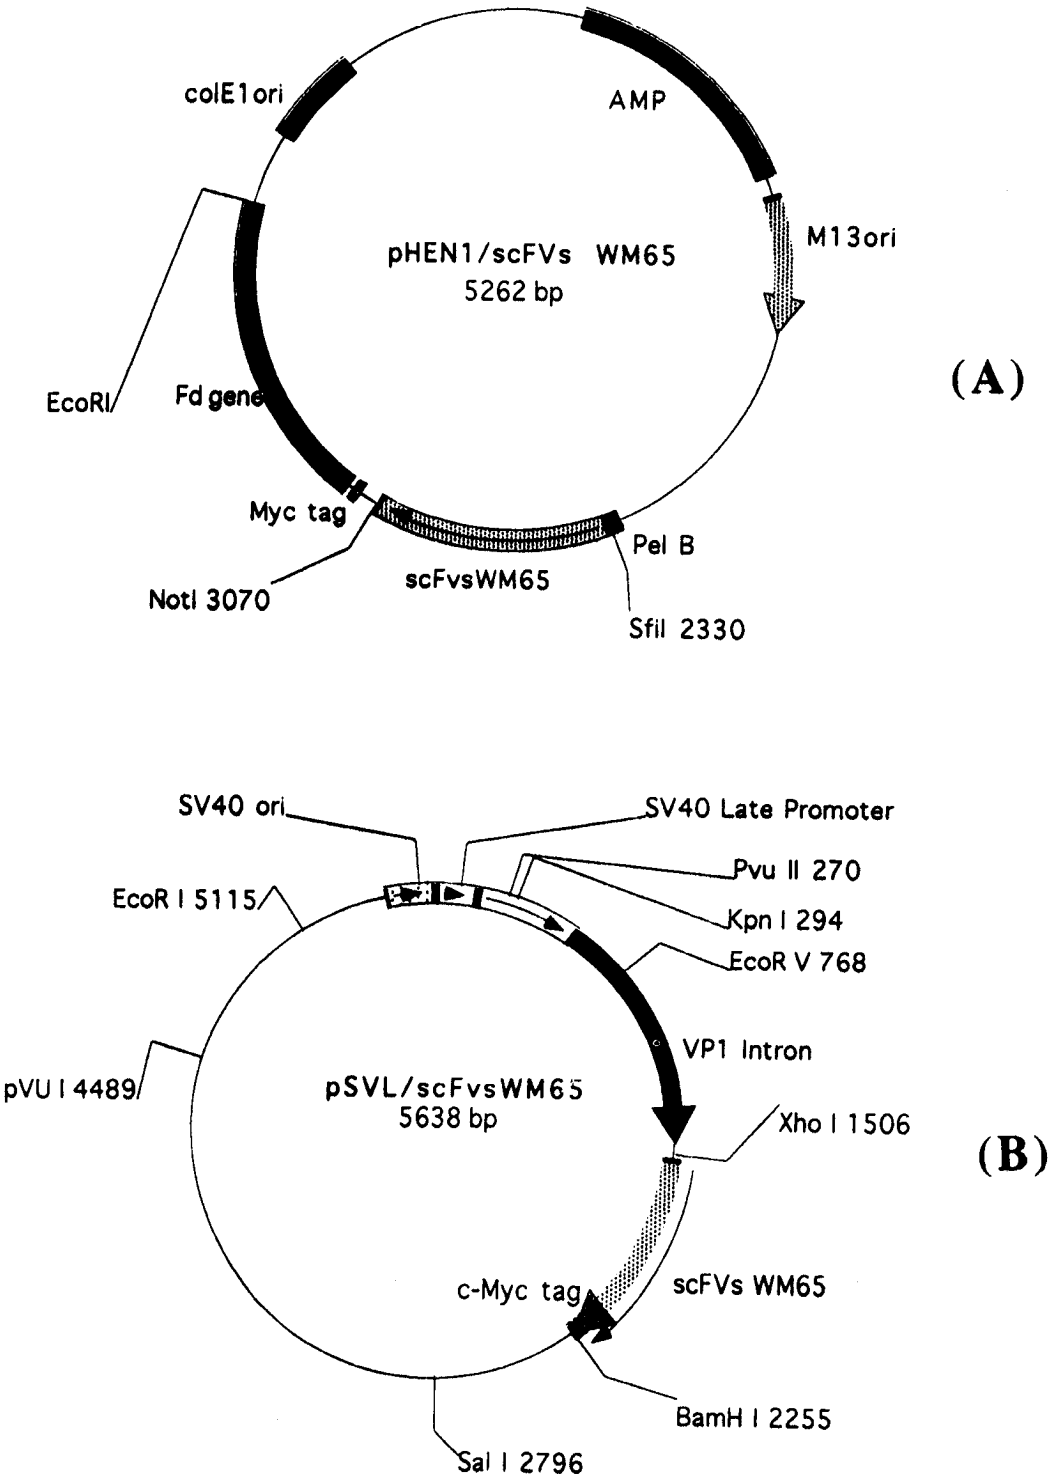 colE1ori
AMP
M13ori
pHEN1/scFVs WM65
5262 bp
(A)
EcoRI
Fd gene
Myc tag
Pel B
scFvsWM65
NotI 3070
SfiI 2330
SV40 ori
SV40 Late Promoter
Pvu II 270
EcoR I 5115
Kpn I 294
EcoR V 768
VP1 Intron
pVU I 4489
pSVL/scFvsWM65
5638 bp
Xho I 1506
(B)
c-Myc tag
scFVs WM65
BamH I 2255
Sal I 2796